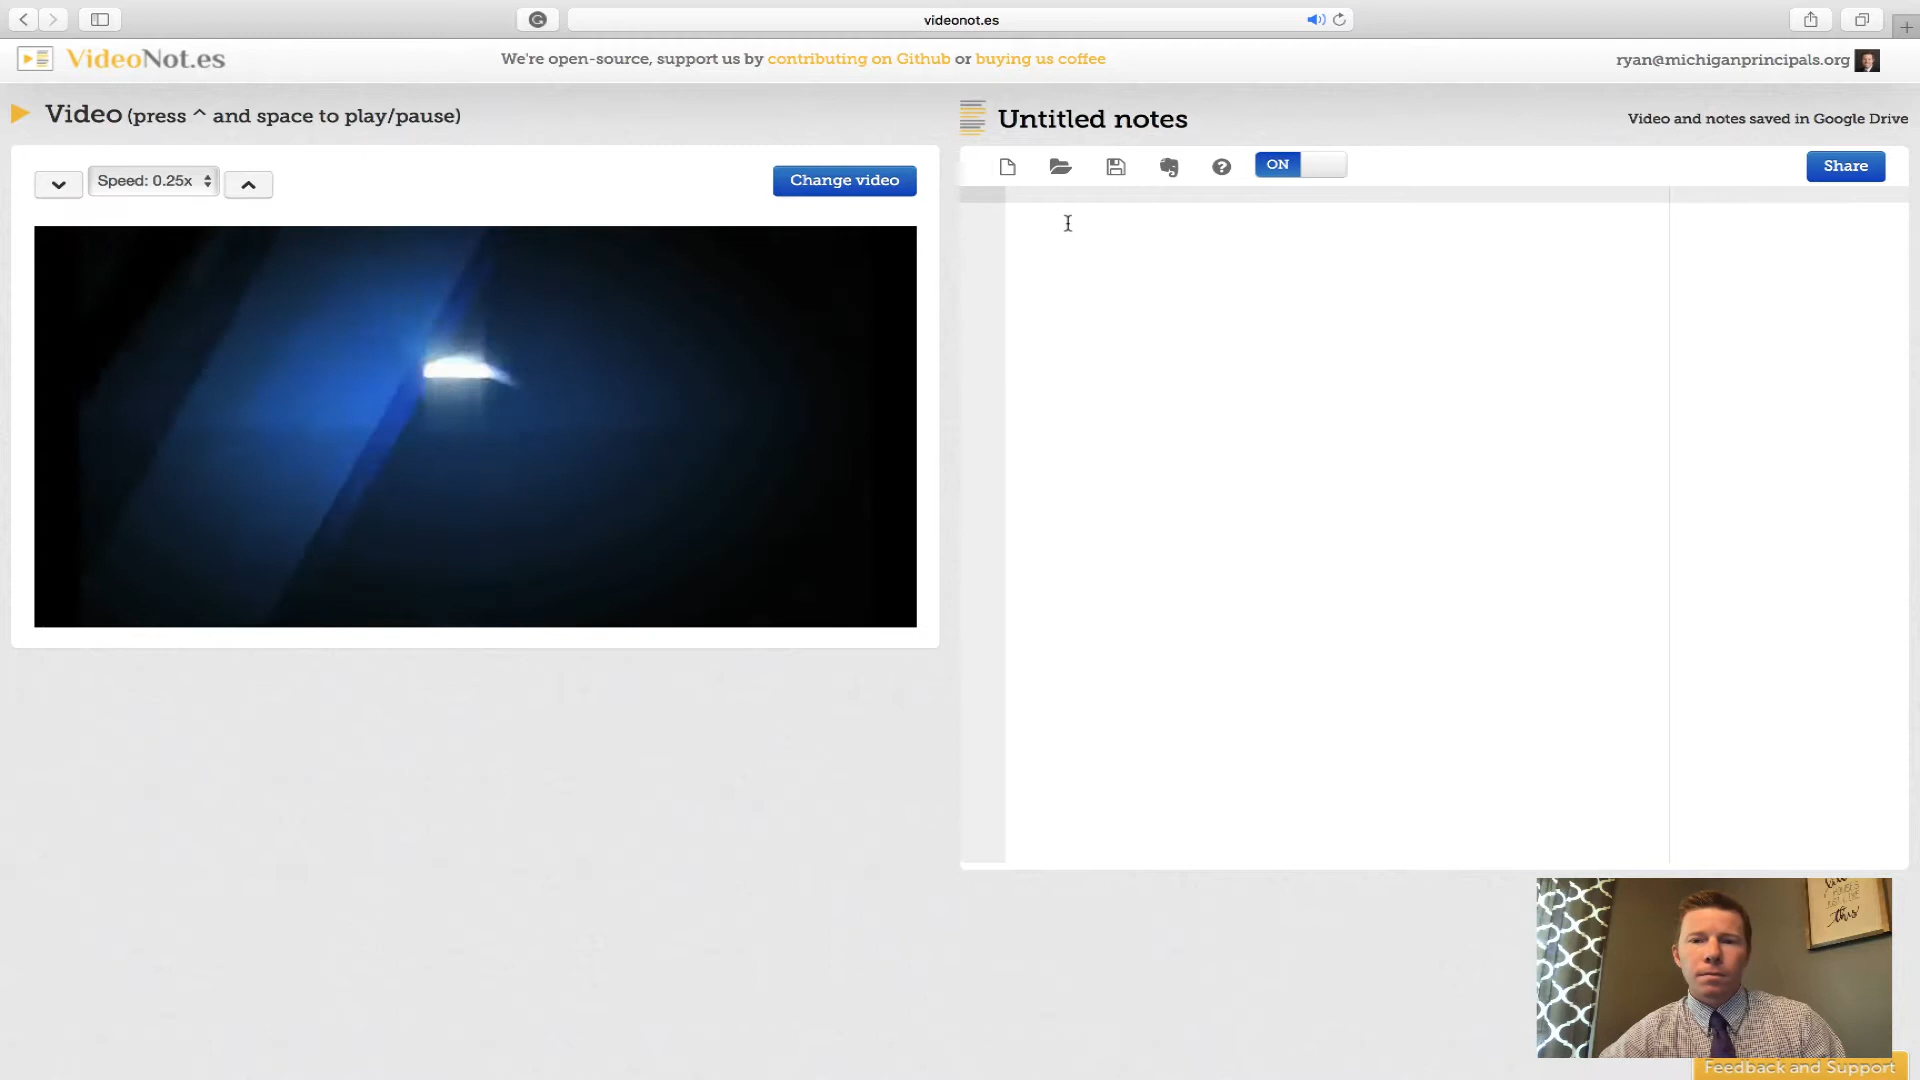 videonot.es
VideoNot.es
We're open-source, support us by contributing on Github or buying us coffee
ryan@michiganprincipals.org
Video (press ^ and space to play/pause)
Untitled notes
Video and notes saved in Google Drive
Speed: 0.25x
Change video
ON
Share
this
Feedback and Support